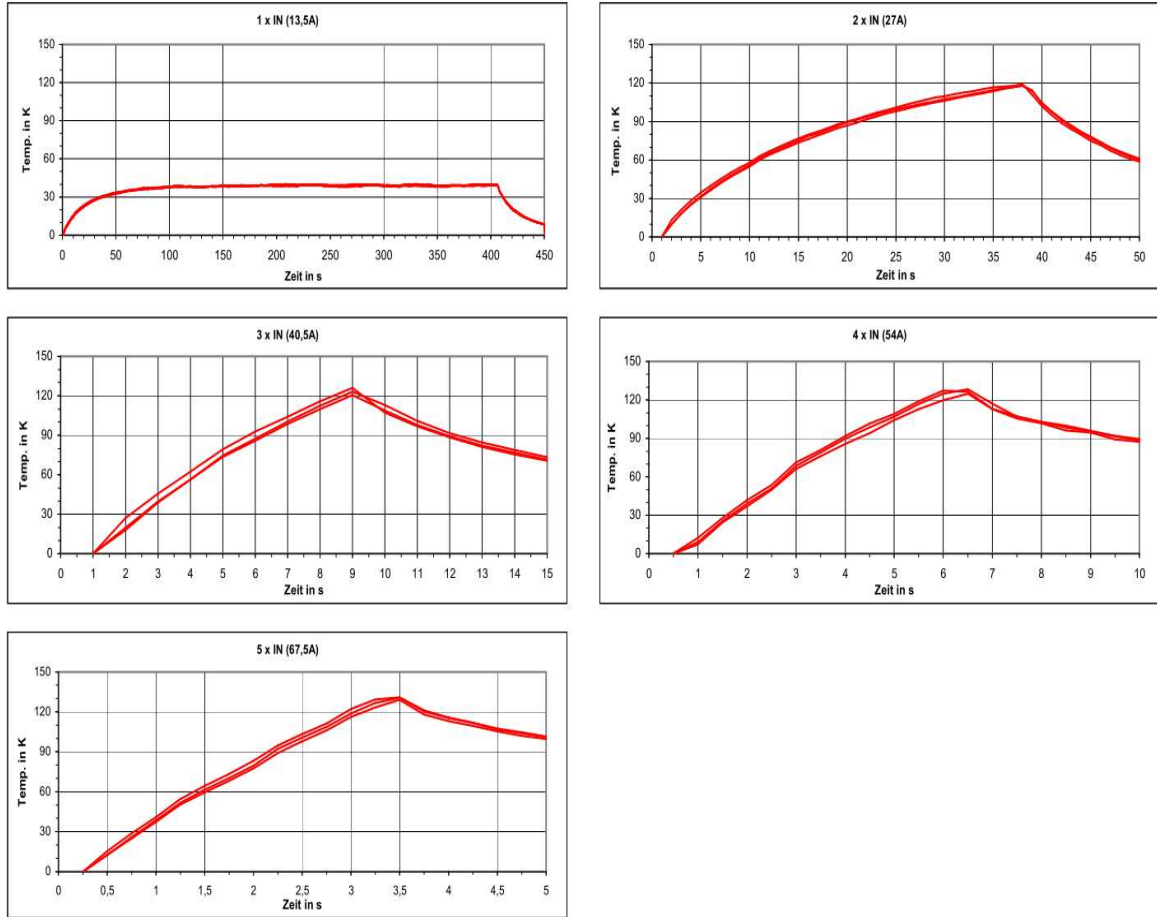 1 x IN (13,5A)
Temp. in K
150
120
90
60
30
0
0 50 100 150 300 350 400 450
Zeit in s
2 x IN (27A)
Temp. in K
150
120
90
60
30
0
0 5 10 15 20 25 30 35 40 45 50
Zeit in s
3 x IN (40,5A)
Temp. in K
150
120
90
60
30
0
0 1 2 3 4 5 6 7 8 9 10 11 12 13 14 15
Zeit in s
4 x IN (54A)
Temp. in K
150
120
90
60
30
0
0 1 2 3 4 5 6 7 8 9 10
Zeit in s
5 x IN (67,5A)
Temp. in K
150
120
90
60
30
0
0 0,5 1 1,5 2 2,5 3 3,5 4 4,5 5
Zeit in s